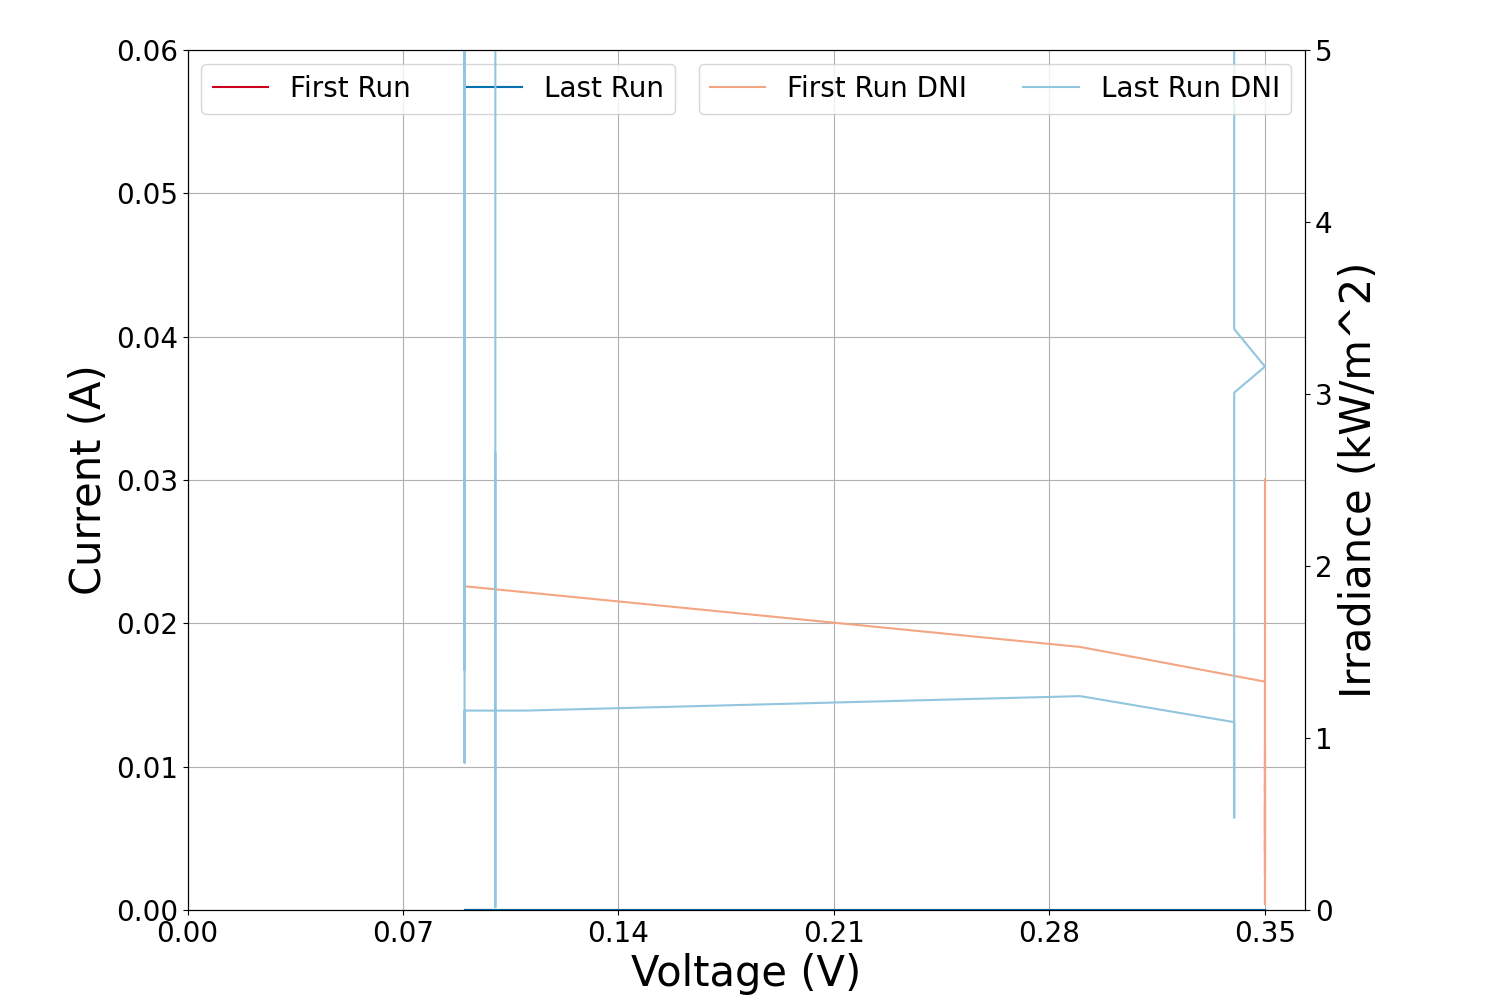 0.06
5
First Run
Last Run
First Run DNI
Last Run DNI
0.05
4
0.04
3
0.03
2
0.02
1
0.01
0.00
0
Current (A)
Irradiance (kW/m^2)
0.00
0.07
0.14
0.21
0.28
0.35
Voltage (V)